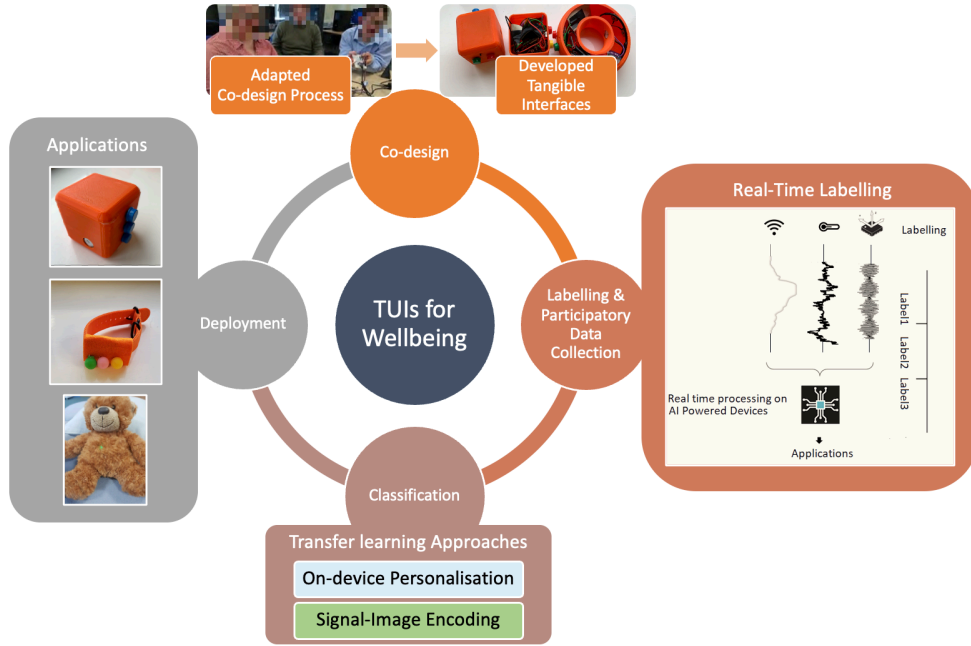 Adapted
Co-design Process
Developed
Tangible
Interfaces
Applications
Co-design
Real-Time Labelling
Labelling
Label1
Label2
Label3
Real time processing on
AI Powered Devices
Applications
Deployment
TUIs for
Wellbeing
Labelling &
Participatory
Data
Collection
Classification
Transfer learning Approaches
On-device Personalisation
Signal-Image Encoding